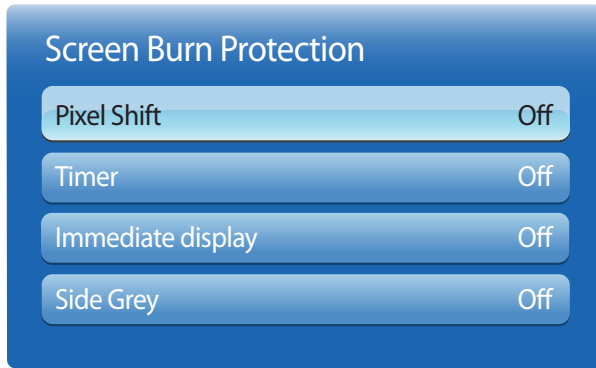 Screen Burn Protection
Pixel Shift Off
Timer Off
Immediate display Off
Side Grey Off